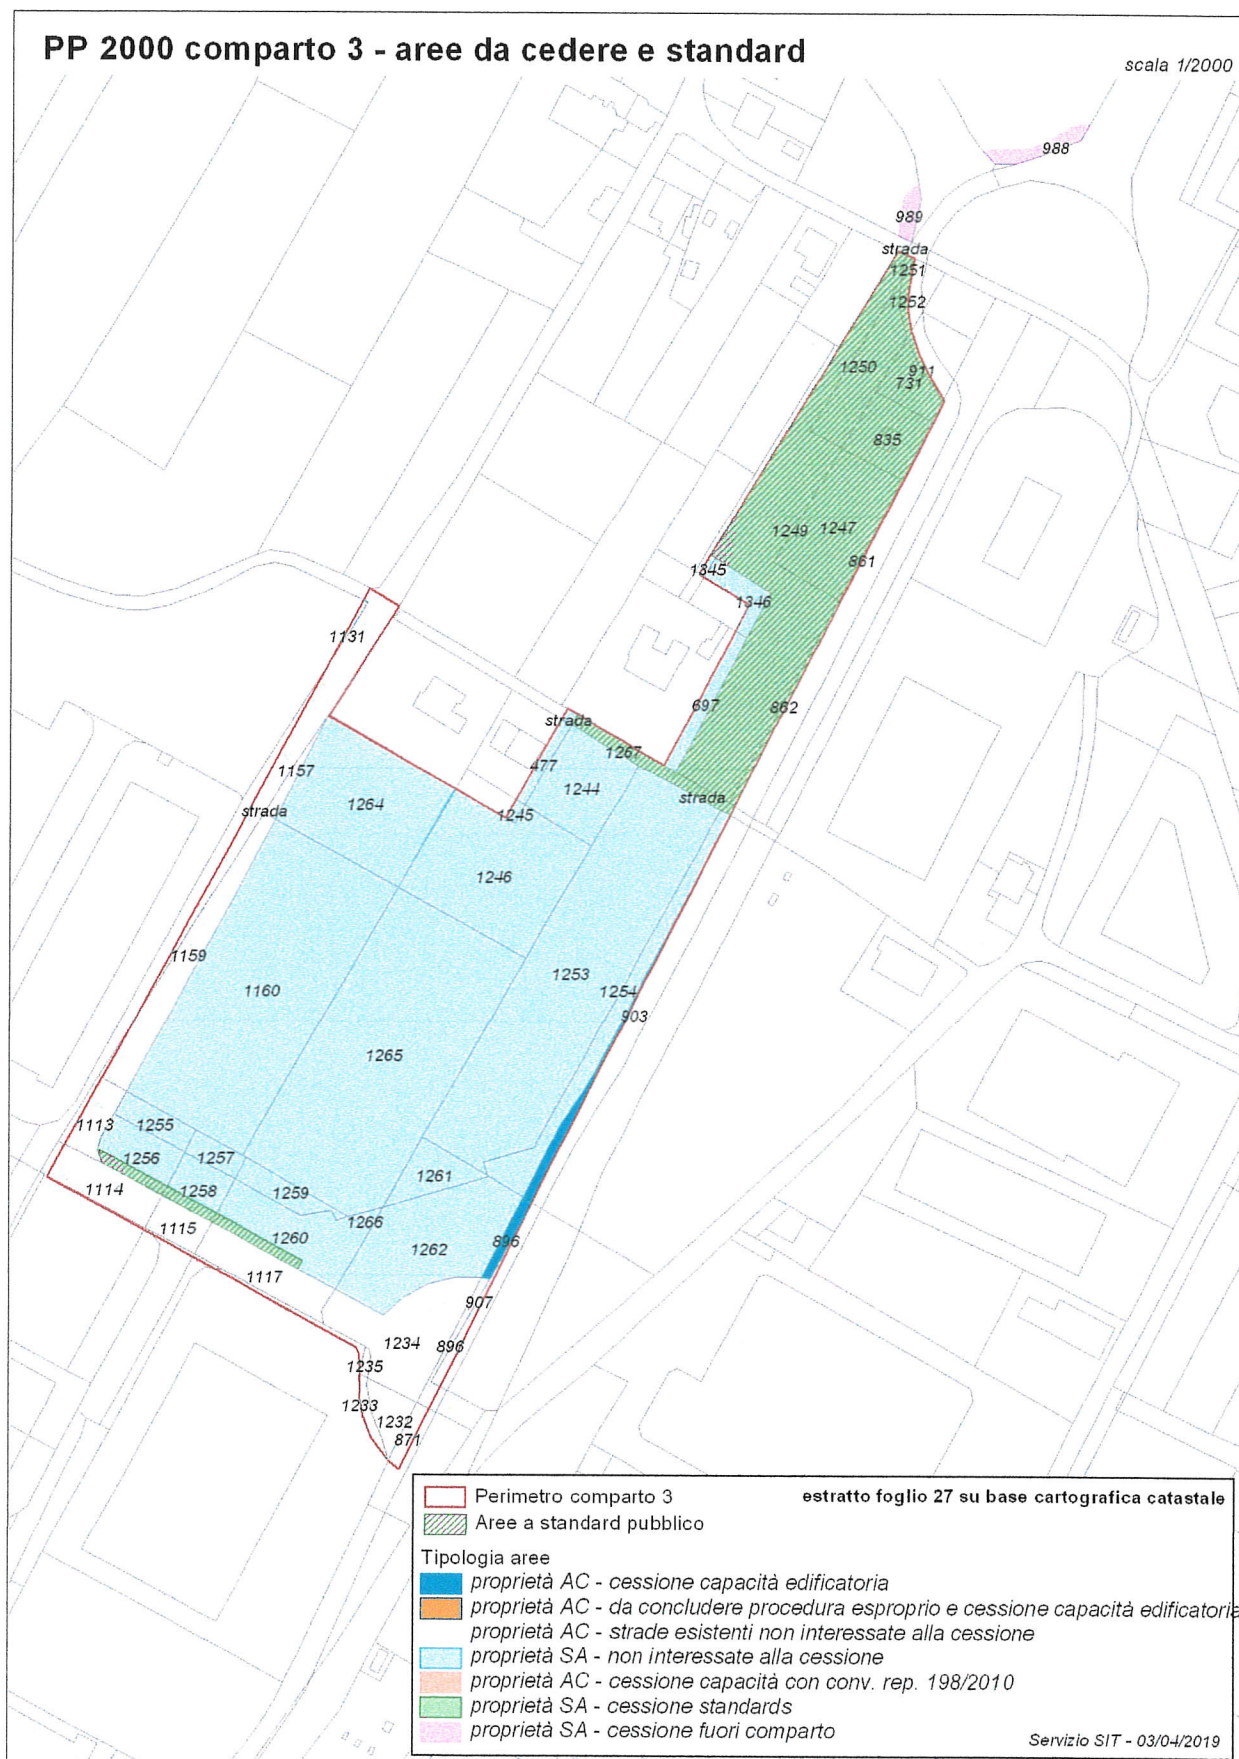 PP 2000 comparto 3 - aree da cedere e standard
scala 1/2000
988
989
strada
1251
1252
1250
911
731
835
1249
1247
861
1345
1346
1131
697
862
strada
1267
477
1157
1244
1264
strada
strada
1245
1246
1159
1253
1160
1254
903
1265
1113
1255
1256
1257
1261
1114
1258
1259
1266
1115
1260
896
1262
1117
907
1234
896
1235
1233
1232
871
Perimetro comparto 3
estratto foglio 27 su base cartografica catastale
Aree a standard pubblico
Tipologia aree
proprietà AC - cessione capacità edificatoria
proprietà AC - da concludere procedura esproprio e cessione capacità edificatoria
proprietà AC - strade esistenti non interessate alla cessione
proprietà SA - non interessate alla cessione
proprietà AC - cessione capacità con conv. rep. 198/2010
proprietà SA - cessione standards
proprietà SA - cessione fuori comparto
Servizio SIT - 03/04/2019